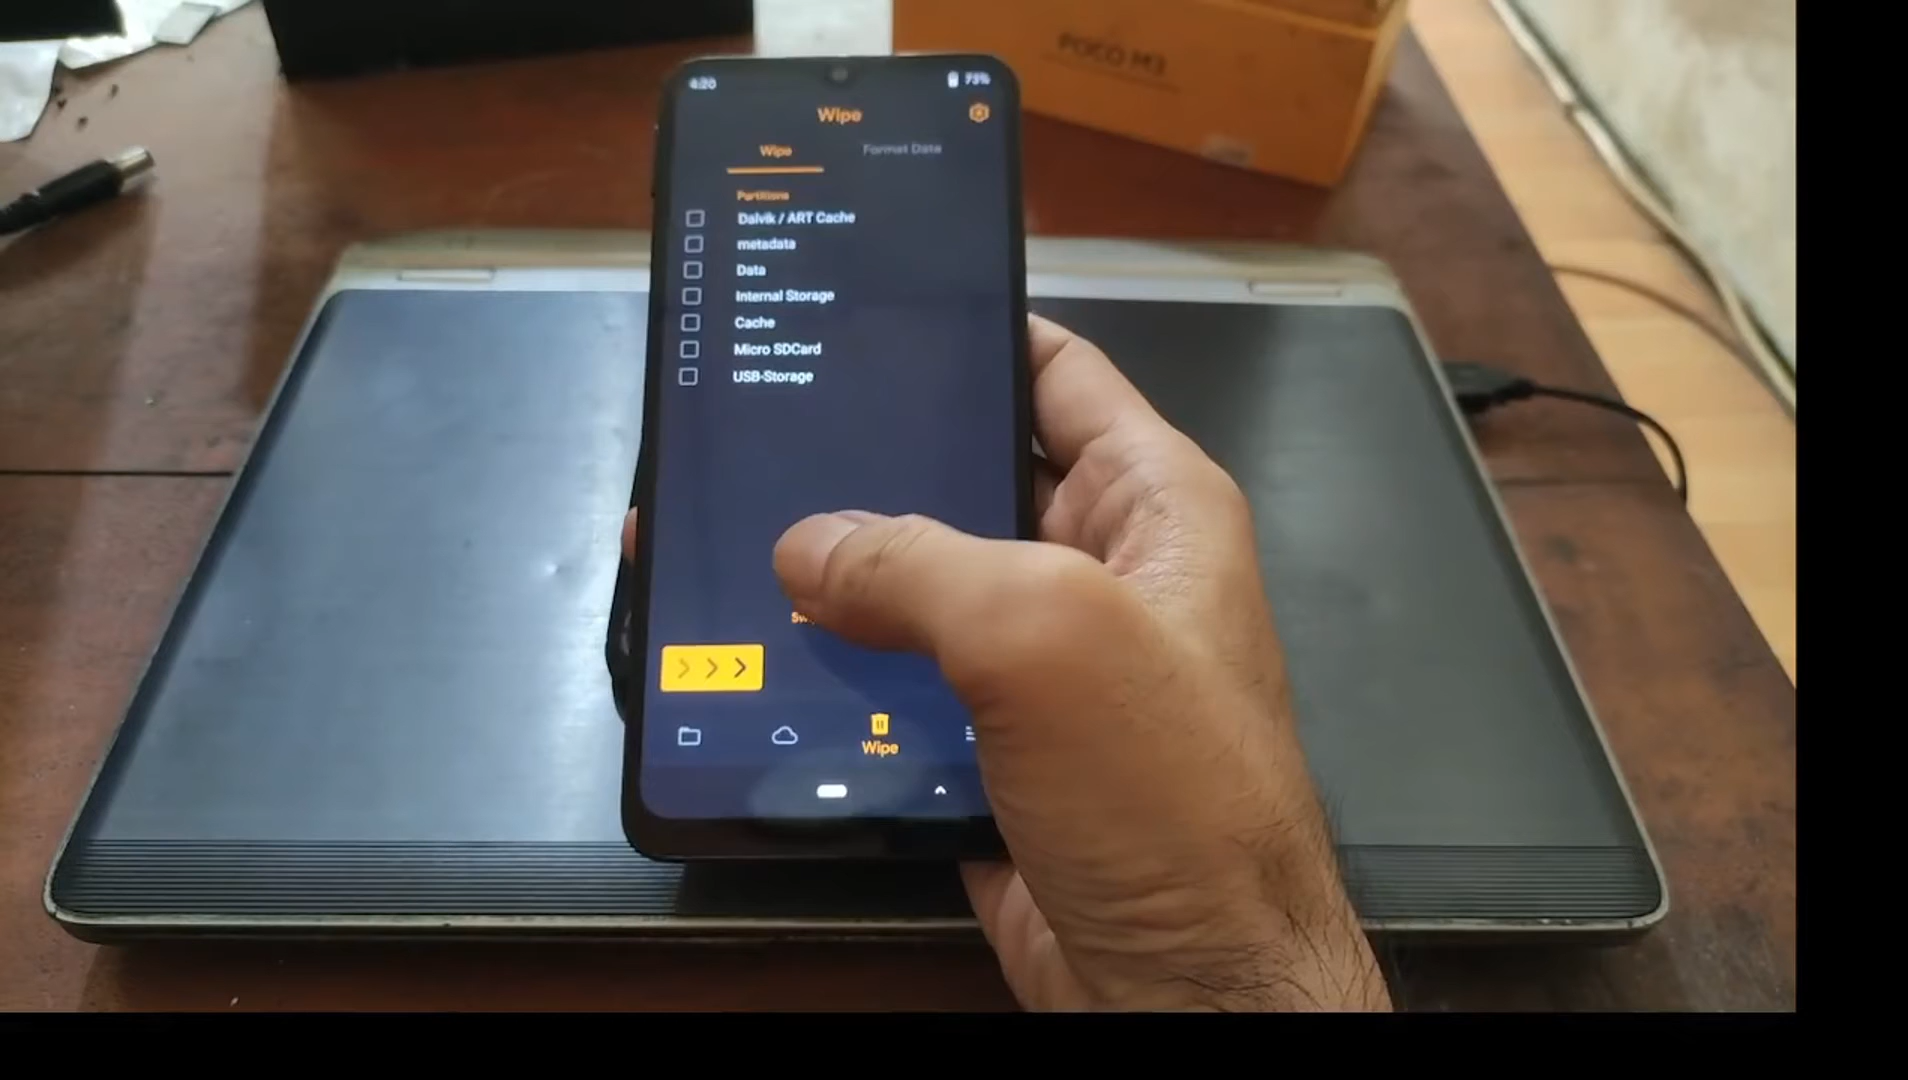 POCO M3
4:20
73%
Wipe
Wipe
Format Data
Partitions
Dalvik / ART Cache
metadata
Data
Internal Storage
Cache
Micro SDCard
USB-Storage
Wipe